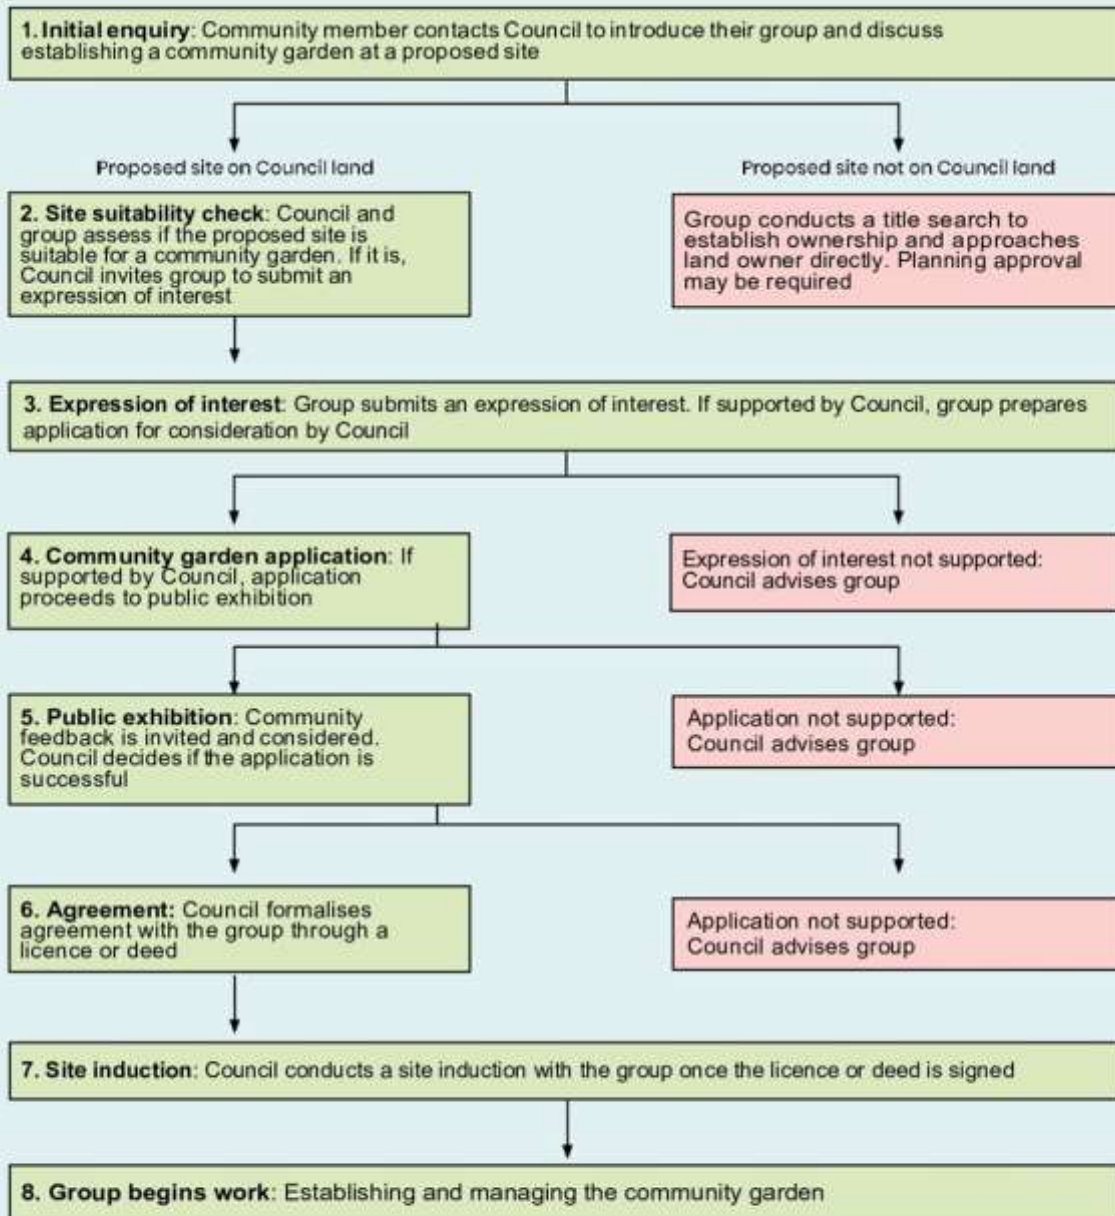 1. Initial enquiry: Community member contacts Council to introduce their group and discuss
establishing a community garden at a proposed site
Proposed site on Council land
Proposed site not on Council land
2. Site suitability check: Council and
group assess if the proposed site is
suitable for a community garden. If it is,
Council invites group to submit an
expression of interest
Group conducts a title search to
establish ownership and approaches
land owner directly. Planning approval
may be required
3. Expression of interest: Group submits an expression of interest. If supported by Council, group prepares
application for consideration by Council
4. Community garden application: If
supported by Council, application
proceeds to public exhibition
Expression of interest not supported:
Council advises group
5. Public exhibition: Community
feedback is invited and considered.
Council decides if the application is
successful
Application not supported:
Council advises group
6. Agreement: Council formalises
agreement with the group through a
licence or deed
Application not supported:
Council advises group
7. Site induction: Council conducts a site induction with the group once the licence or deed is signed
8. Group begins work: Establishing and managing the community garden